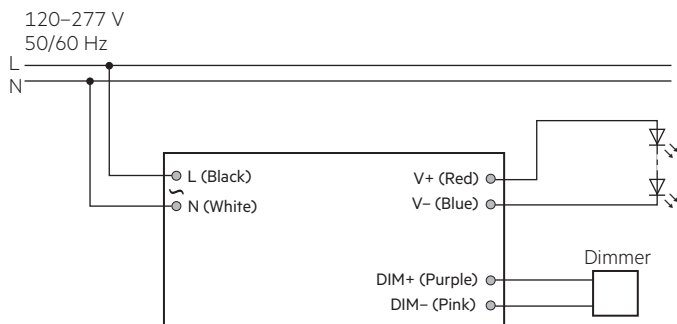 120–277 V
50/60 Hz
L
N
L (Black)
~
N (White)
V+ (Red)
V– (Blue)
Dimmer
DIM+ (Purple)
DIM– (Pink)